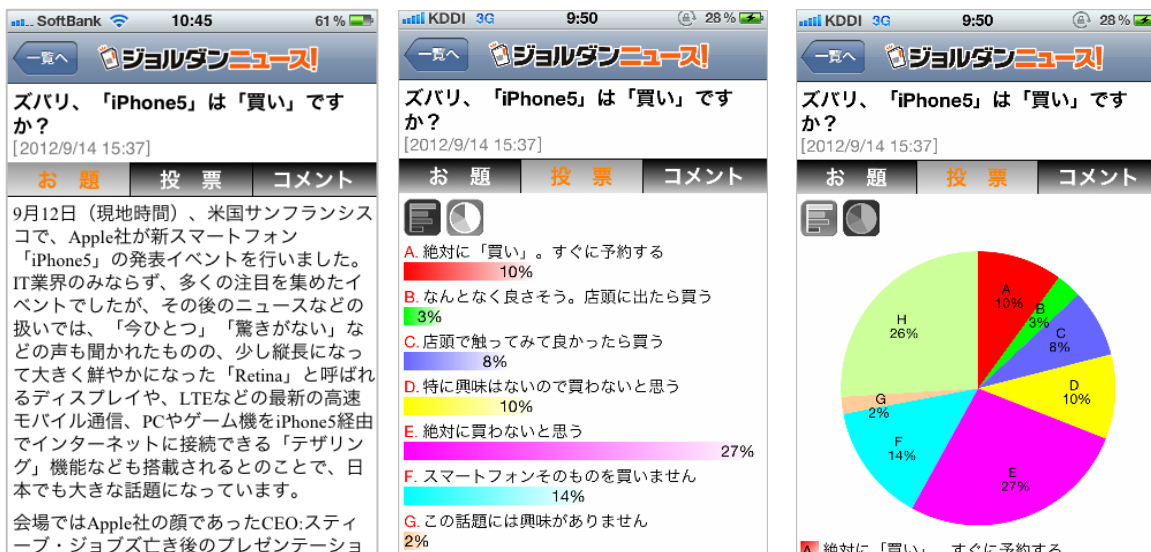 SoftBank 10:45 61 %
一覧へ ジョルダンニュース!
ズバリ、「iPhone5」は「買い」です
か？
[2012/9/14 15:37]
お 題 投 票 コメント
9月12日（現地時間）、米国サンフランシス
コで、Apple社が新スマートフォン
「iPhone5」の発表イベントを行いました。
IT業界のみならず、多くの注目を集めたイ
ベントでしたが、その後のニュースなどの
扱いでは、「今ひとつ」「驚きがない」な
どの声も聞かれたものの、少し縦長になっ
て大きく鮮やかになった「Retina」と呼ばれ
るディスプレイや、LTEなどの最新の高速
モバイル通信、PCやゲーム機をiPhone5経由
でインターネットに接続できる「テザリン
グ」機能なども搭載されるとのことで、日
本でも大きな話題になっています。
会場ではApple社の顔であったCEO:スティ
ーブ・ジョブズ亡き後のプレゼンテーショ
KDDI 3G 9:50 28 %
一覧へ ジョルダンニュース!
ズバリ、「iPhone5」は「買い」です
か？
[2012/9/14 15:37]
お 題 投 票 コメント
A. 絶対に「買い」。すぐに予約する
10%
B. なんとなく良さそう。店頭に出たら買う
3%
C. 店頭で触ってみて良かったら買う
8%
D. 特に興味はないので買わないと思う
10%
E. 絶対に買わないと思う
27%
F. スマートフォンそのものを買いません
14%
G. この話題には興味がありません
2%
KDDI 3G 9:50 28 %
一覧へ ジョルダンニュース!
ズバリ、「iPhone5」は「買い」です
か？
[2012/9/14 15:37]
お 題 投 票 コメント
A
10%
B
3%
C
8%
D
10%
E
27%
F
14%
G
2%
H
26%
A 絶対に「買い」。すぐに予約する